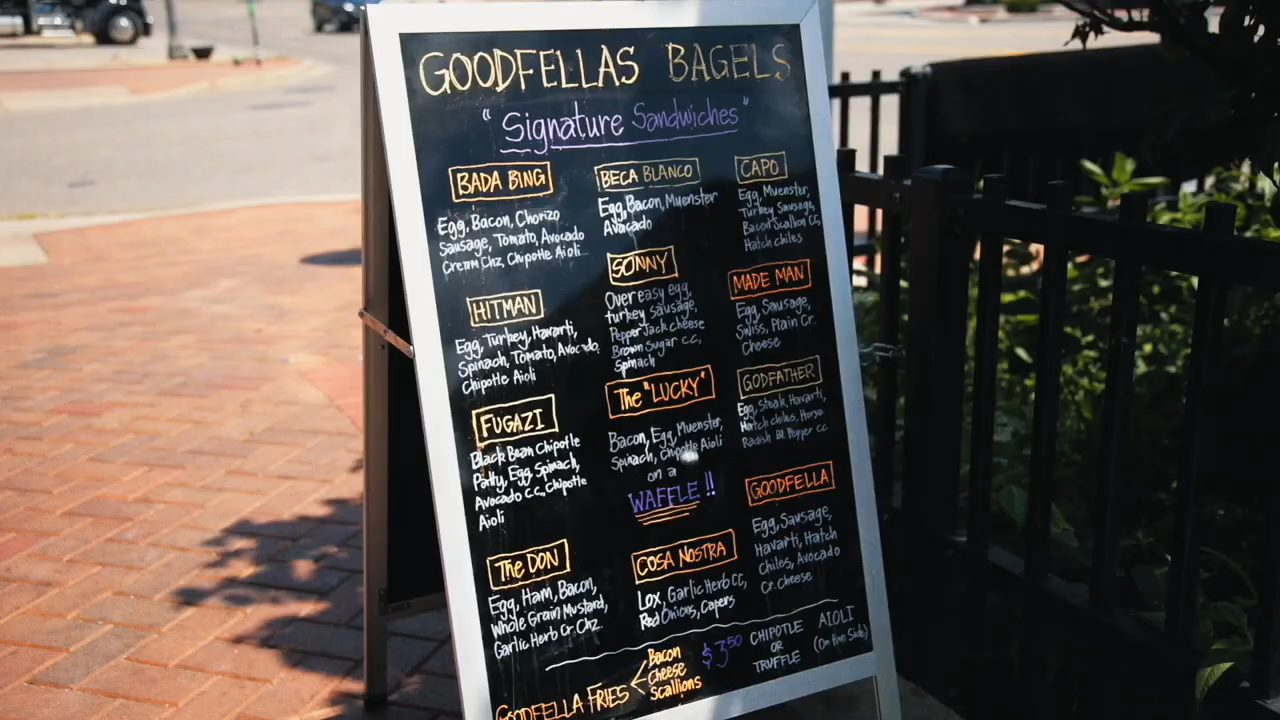 GOODFELLAS BAGELS
"Signature Sandwiches"
BADA BING
Egg, Bacon, Chorizo
Sausage, Tomato, Avocado
Cream Chz, Chipotle Aioli
HITMAN
Egg, Turkey, Havarti,
Spinach, Tomato, Avocado,
Chipotle Aioli
FUGAZI
Black Bean Chipotle
Patty, Egg, Spinach,
Avocado C.C., Chipotle
Aioli
The DON
Egg, Ham, Bacon,
Whole Grain Mustard,
Garlic Herb Cr. Chz.
BECA BLANCO
Egg, Bacon, Muenster
Avocado
SONNY
Over easy egg,
turkey sausage,
Pepper Jack cheese
Brown Sugar C.C.,
Spinach
The "LUCKY"
Bacon, Egg, Muenster,
Spinach, chipotle Aioli
on a
WAFFLE!!
COSA NOSTRA
Lox, Garlic Herb CC,
Red Onions, Capers
CAPO
Egg, Muenster,
Turkey Sausage,
Bacon Scallion CC,
Hatch chiles
MADE MAN
Egg, Sausage,
Swiss, Plain Cr.
Cheese
GODFATHER
Egg, Steak, Havarti,
Hatch chiles, Horse
Radish Bl. Pepper CC
GOODFELLA
Egg, Sausage,
Havarti, Hatch
Chiles, Avocado
Cr. Cheese
GOODFELLA FRIES
Bacon
Cheese
Scallions
$3.50
CHIPOTLE
OR
TRUFFLE
AIOLI
(On the Side)